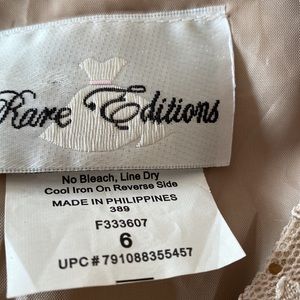 Rare Editions
No Bleach, Line Dry
Cool Iron On Reverse Side
MADE IN PHILIPPINES
389
F333607
6
UPC#791088355457